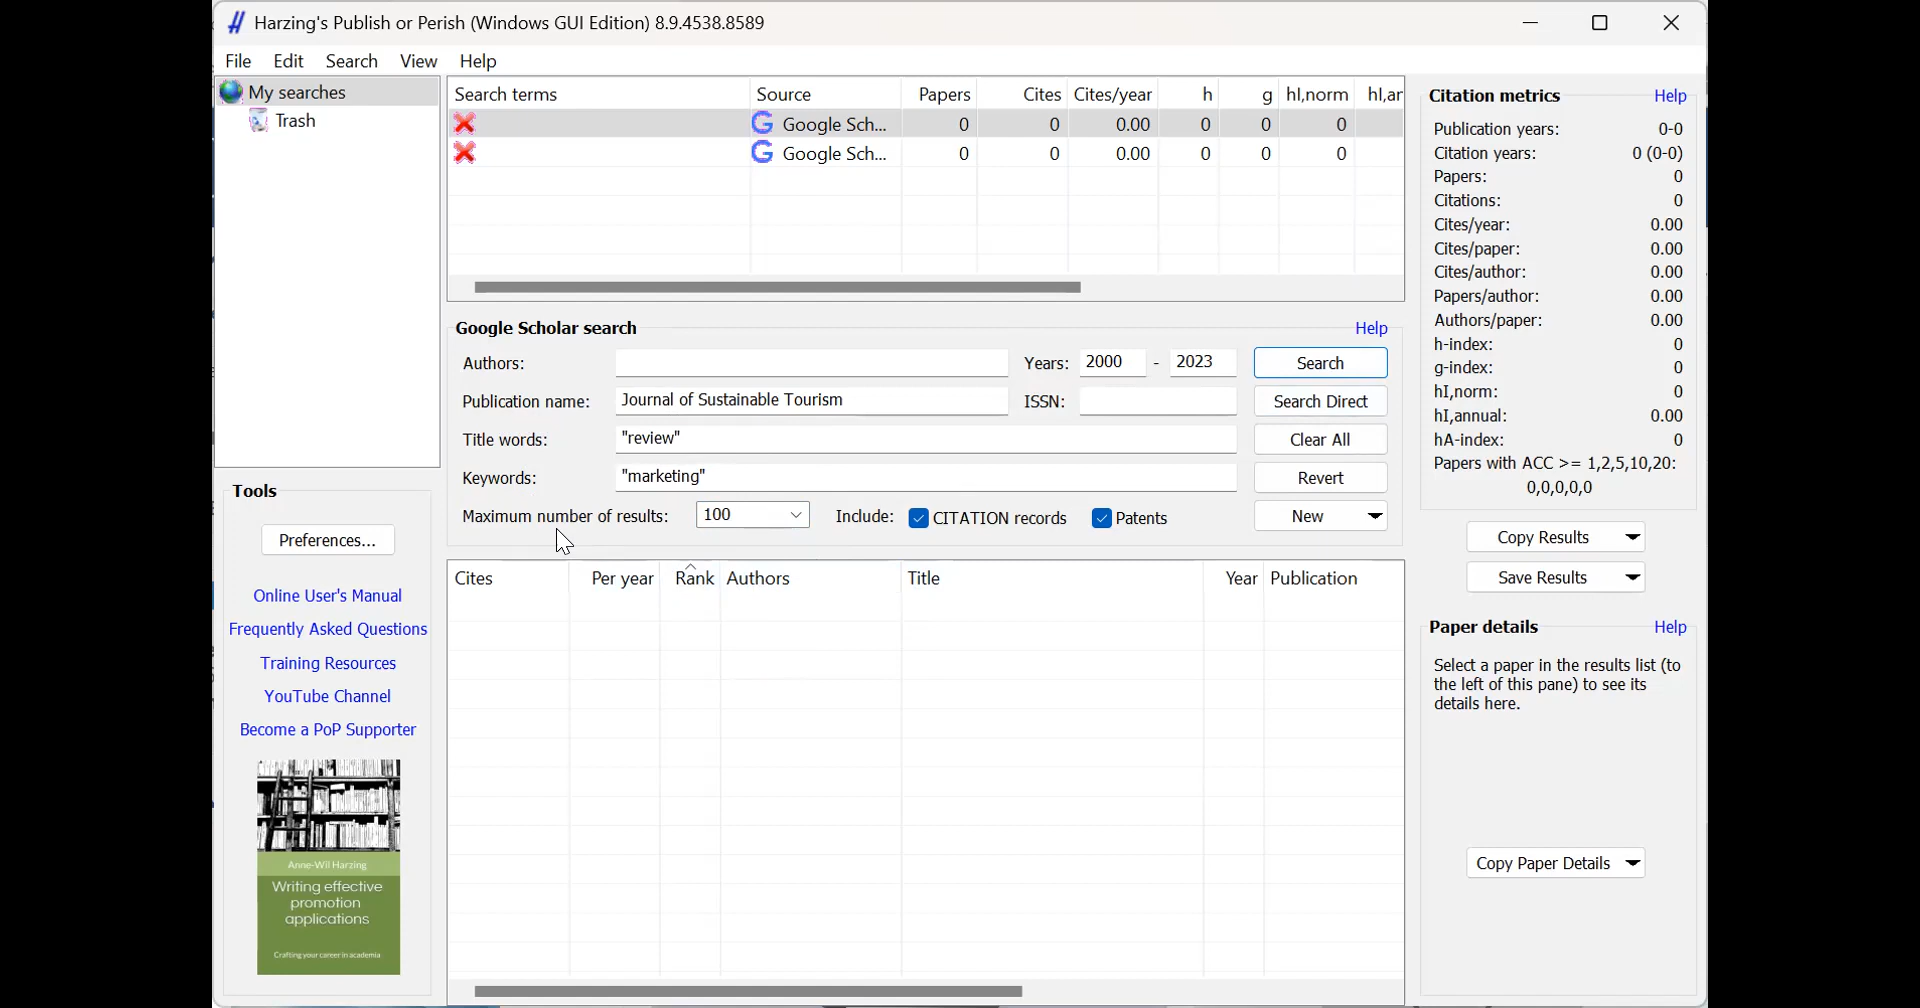 Harzing's Publish or Perish (Windows GUI Edition) 8.9.4538.8589
File Edit Search View Help
My searches
Trash
Search terms Source Papers Cites Cites/year h g hI,norm hI,ar
Google Sch... 0 0 0.00 0 0 0
Google Sch... 0 0 0.00 0 0 0
Google Scholar search Help
Authors: Years: 2000 - 2023 Search
Publication name: Journal of Sustainable Tourism ISSN: Search Direct
Title words: "review" Clear All
Keywords: "marketing" Revert
Maximum number of results: 100 Include: CITATION records Patents New
Cites Per year Rank Authors Title Year Publication
Tools
Preferences...
Online User's Manual
Frequently Asked Questions
Training Resources
YouTube Channel
Become a PoP Supporter
Anne-Wil Harzing
Writing effective
promotion
applications
Crafting your career in academia
Citation metrics Help
Publication years: 0-0
Citation years: 0 (0-0)
Papers: 0
Citations: 0
Cites/year: 0.00
Cites/paper: 0.00
Cites/author: 0.00
Papers/author: 0.00
Authors/paper: 0.00
h-index: 0
g-index: 0
hI,norm: 0
hI,annual: 0.00
hA-index: 0
Papers with ACC >= 1,2,5,10,20:
0,0,0,0,0
Copy Results
Save Results
Paper details Help
Select a paper in the results list (to
the left of this pane) to see its
details here.
Copy Paper Details